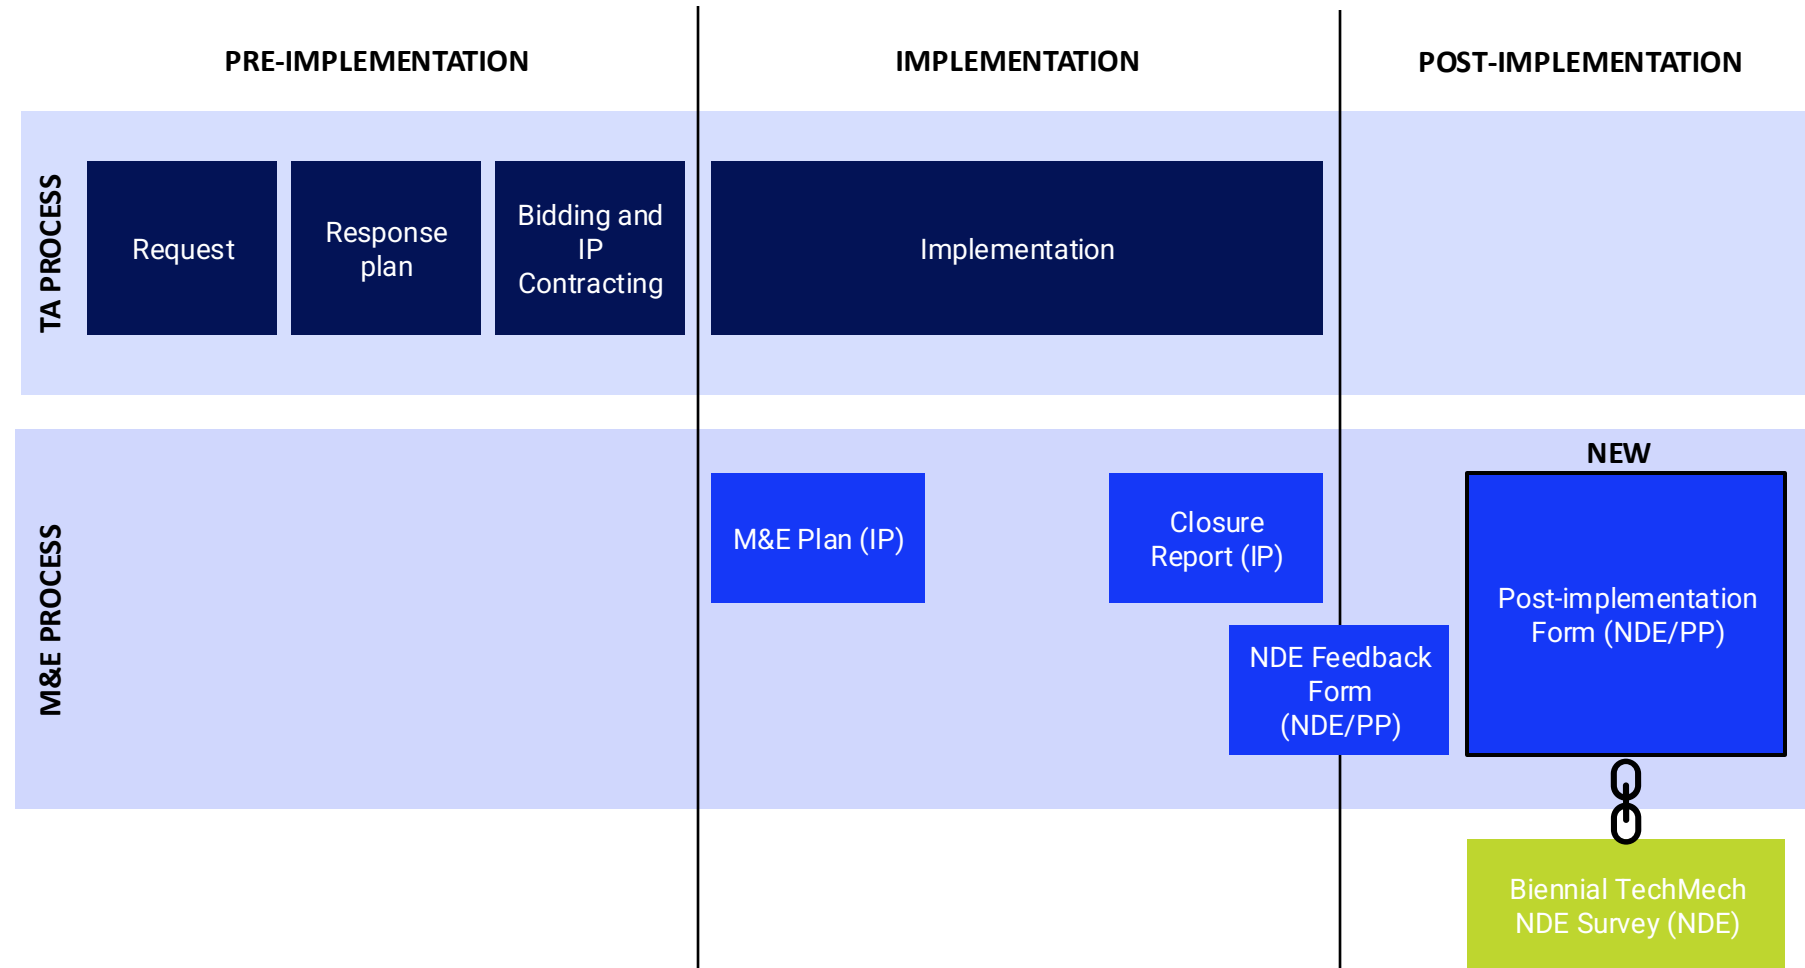 PRE-IMPLEMENTATION
IMPLEMENTATION
POST-IMPLEMENTATION
TA PROCESS
Request
Response
plan
Bidding and
IP
Contracting
Implementation
M&E PROCESS
M&E Plan (IP)
Closure
Report (IP)
NDE Feedback
Form
(NDE/PP)
NEW
Post-implementation
Form (NDE/PP)
Biennial TechMech
NDE Survey (NDE)